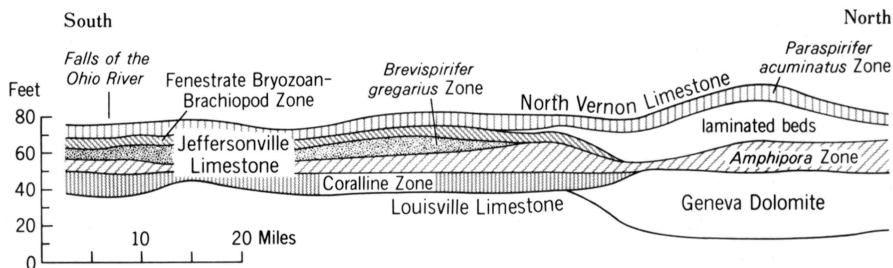 South
North
Falls of the
Ohio River
Fenestrate Bryozoan-
Brachiopod Zone
Brevispirifer
gregarius Zone
North Vernon Limestone
Paraspirifer
acuminatus Zone
Feet
80
60
40
20
0
Jeffersonville
Limestone
laminated beds
Amphipora Zone
Coralline Zone
Louisville Limestone
Geneva Dolomite
10
20 Miles